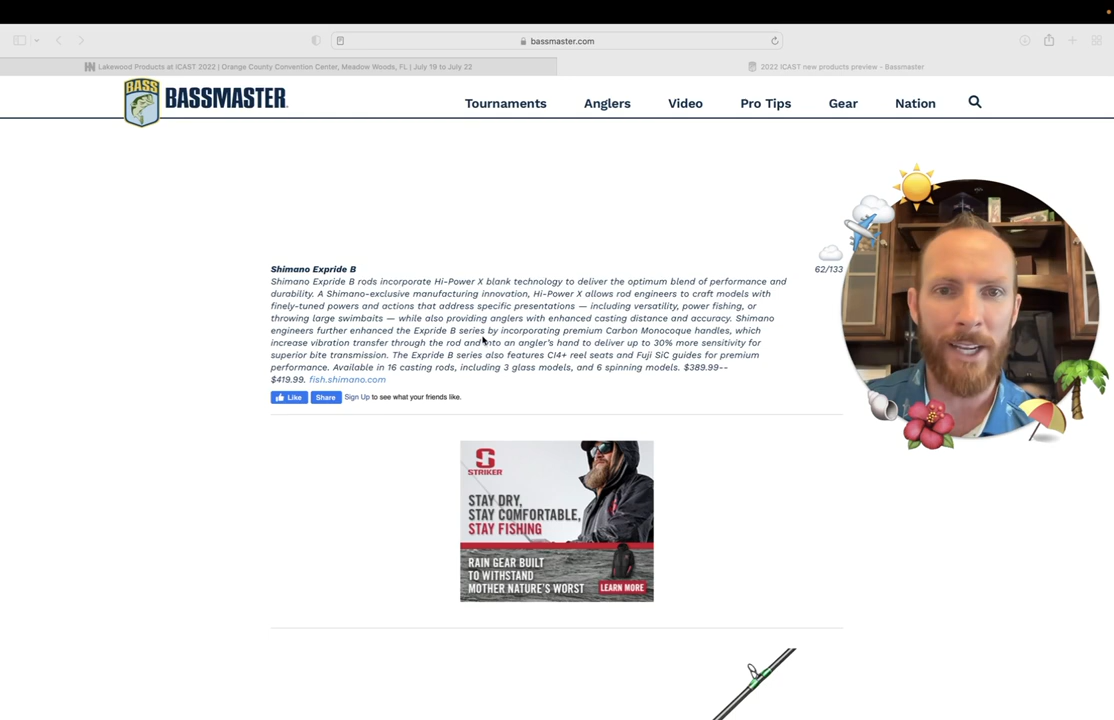 bassmaster.com
Lakewood Products at ICAST 2022 | Orange County Convention Center, Meadow Woods, FL | July 19 to July 22
2022 ICAST new products preview - Bassmaster
BASS
BASSMASTER
Tournaments Anglers Video Pro Tips Gear Nation
Shimano Expride B
62/133
Shimano Expride B rods incorporate Hi-Power X blank technology to deliver the optimum blend of performance and
durability. A Shimano-exclusive manufacturing innovation, Hi-Power X allows rod engineers to craft models with
finely-tuned powers and actions that address specific presentations — including versatility, power fishing, or
throwing large swimbaits — while also providing anglers with enhanced casting distance and accuracy. Shimano
engineers further enhanced the Expride B series by incorporating premium Carbon Monocoque handles, which
increase vibration transfer through the rod and into an angler's hand to deliver up to 30% more sensitivity for
superior bite transmission. The Expride B series also features CI4+ reel seats and Fuji SiC guides for premium
performance. Available in 16 casting rods, including 3 glass models, and 6 spinning models. $389.99--
$419.99. fish.shimano.com
Like Share Sign Up to see what your friends like.
S
STRIKER
STAY DRY,
STAY COMFORTABLE,
STAY FISHING
RAIN GEAR BUILT
TO WITHSTAND
MOTHER NATURE'S WORST
LEARN MORE